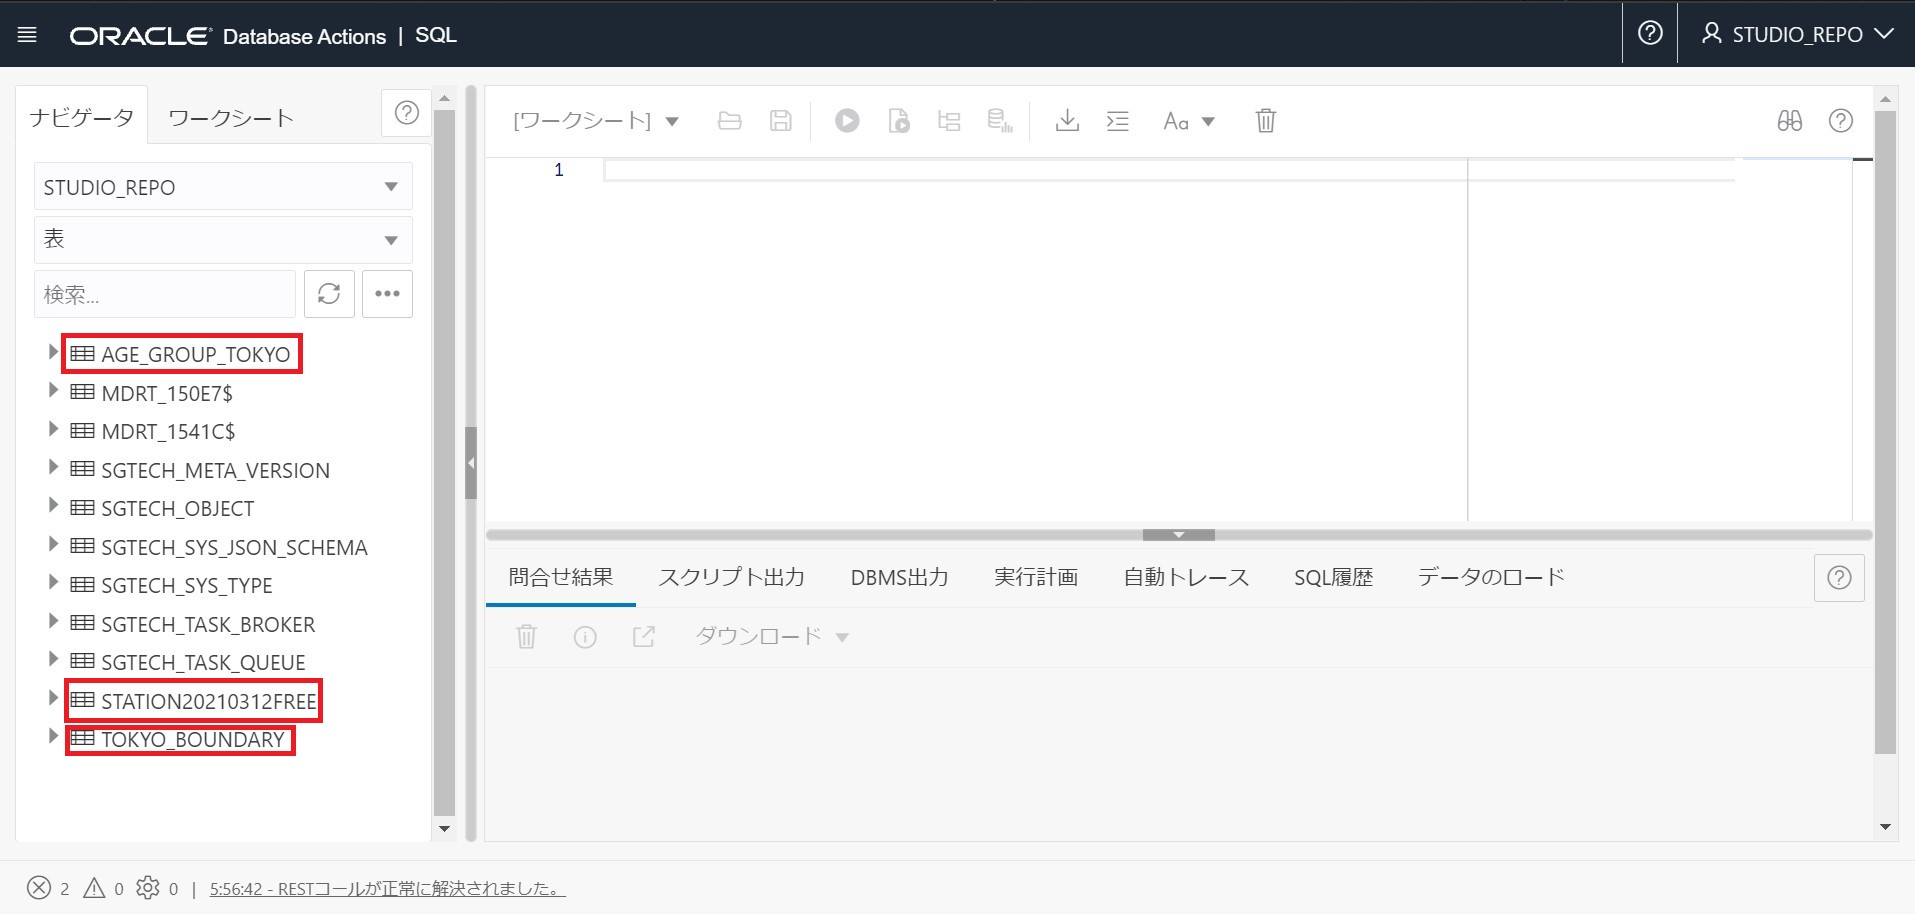 ORACLE Database Actions | SQL
STUDIO_REPO
ナビゲータ
ワークシート
STUDIO_REPO
表
検索...
AGE_GROUP_TOKYO
MDRT_150E7$
MDRT_1541C$
SGTECH_META_VERSION
SGTECH_OBJECT
SGTECH_SYS_JSON_SCHEMA
SGTECH_SYS_TYPE
SGTECH_TASK_BROKER
SGTECH_TASK_QUEUE
STATION20210312FREE
TOKYO_BOUNDARY
[ワークシート]
Aa
1
問合せ結果 スクリプト出力 DBMS出力 実行計画 自動トレース SQL履歴 データのロード
ダウンロード
2 0 0 | 5:56:42 - RESTコールが正常に解決されました。